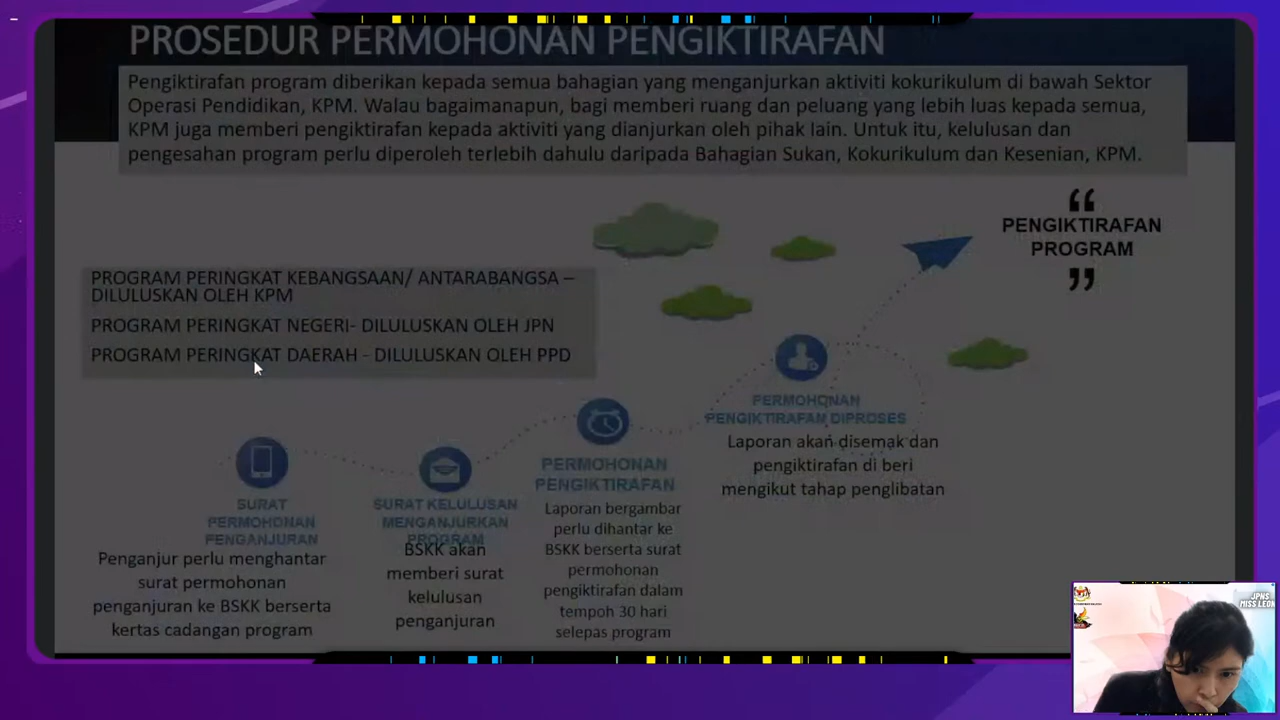 PROSEDUR PERMOHONAN PENGIKTIRAFAN
Pengiktirafan program diberikan kepada semua bahagian yang menganjurkan aktiviti kokurikulum di bawah Sektor
Operasi Pendidikan, KPM. Walau bagaimanapun, bagi memberi ruang dan peluang yang lebih luas kepada semua,
KPM juga memberi pengiktirafan kepada aktiviti yang dianjurkan oleh pihak lain. Untuk itu, kelulusan dan
pengesahan program perlu diperoleh terlebih dahulu daripada Bahagian Sukan, Kokurikulum dan Kesenian, KPM.
“
PENGIKTIRAFAN
PROGRAM
”
PROGRAM PERINGKAT KEBANGSAAN/ ANTARABANGSA –
DILULUSKAN OLEH KPM
PROGRAM PERINGKAT NEGERI- DILULUSKAN OLEH JPN
PROGRAM PERINGKAT DAERAH - DILULUSKAN OLEH PPD
SURAT
PERMOHONAN
PENGANJURAN
Penganjur perlu menghantar
surat permohonan
penganjuran ke BSKK berserta
kertas cadangan program
SURAT KELULUSAN
MENGANJURKAN
PROGRAM
BSKK akan
memberi surat
kelulusan
penganjuran
PERMOHONAN
PENGIKTIRAFAN
Laporan bergambar
perlu dihantar ke
BSKK berserta surat
permohonan
pengiktirafan dalam
tempoh 30 hari
selepas program
PERMOHONAN
PENGIKTIRAFAN DIPROSES
Laporan akan disemak dan
pengiktirafan di beri
mengikut tahap penglibatan
JPNS
MISS LEON